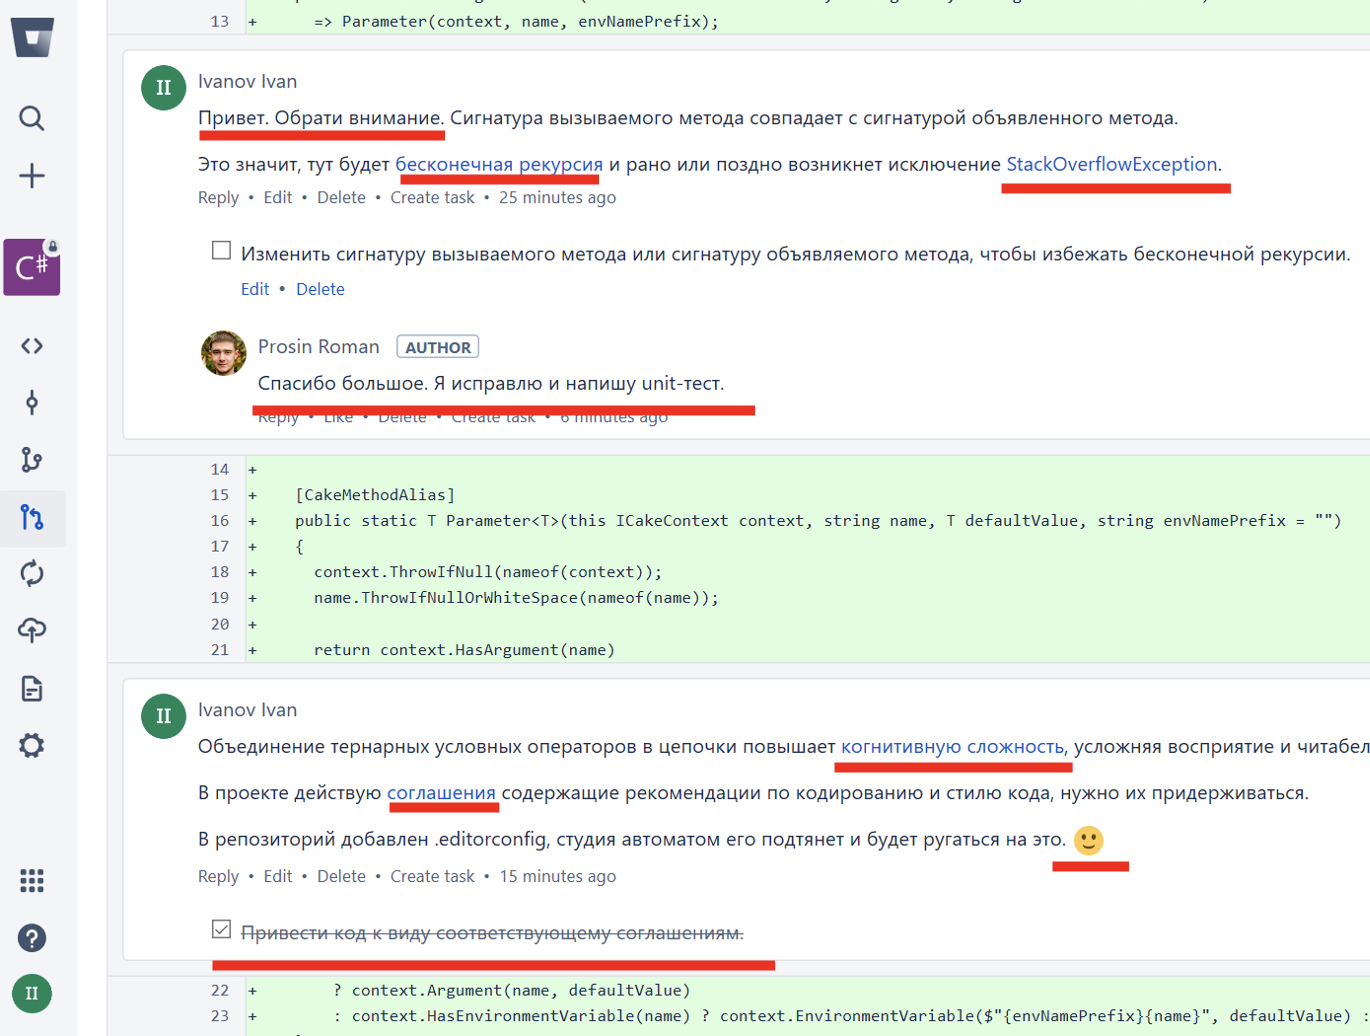 13 + => Parameter(context, name, envNamePrefix);
II Ivanov Ivan
Привет. Обрати внимание. Сигнатура вызываемого метода совпадает с сигнатурой объявленного метода.
Это значит, тут будет бесконечная рекурсия и рано или поздно возникнет исключение StackOverflowException.
Reply • Edit • Delete • Create task • 25 minutes ago
C#
Изменить сигнатуру вызываемого метода или сигнатуру объявляемого метода, чтобы избежать бесконечной рекурсии.
Edit • Delete
Prosin Roman AUTHOR
Спасибо большое. Я исправлю и напишу unit-тест.
Reply • Like • Delete • Create task • 6 minutes ago
14 +
15 + [CakeMethodAlias]
16 + public static T Parameter<T>(this ICakeContext context, string name, T defaultValue, string envNamePrefix = "")
17 + {
18 + context.ThrowIfNull(nameof(context));
19 + name.ThrowIfNullOrWhiteSpace(nameof(name));
20 +
21 + return context.HasArgument(name)
II Ivanov Ivan
Объединение тернарных условных операторов в цепочки повышает когнитивную сложность, усложняя восприятие и читабел
В проекте действую соглашения содержащие рекомендации по кодированию и стилю кода, нужно их придерживаться.
В репозиторий добавлен .editorconfig, студия автоматом его подтянет и будет ругаться на это. 🙂
Reply • Edit • Delete • Create task • 15 minutes ago
Привести код к виду соответствующему соглашениям.
II
22 + ? context.Argument(name, defaultValue)
23 + : context.HasEnvironmentVariable(name) ? context.EnvironmentVariable($"{envNamePrefix}{name}", defaultValue) :